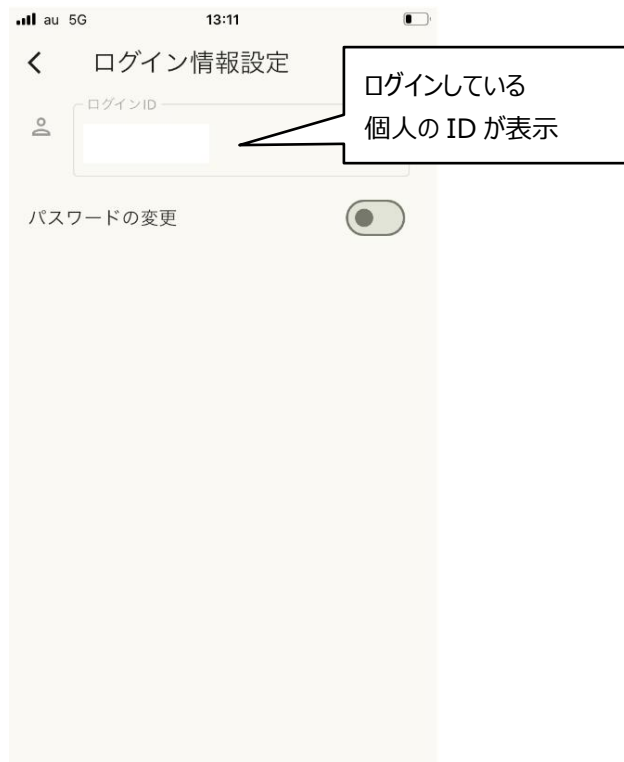 au 5G 13:11
ログイン情報設定
ログインID
ログインしている
個人の ID が表示
パスワードの変更